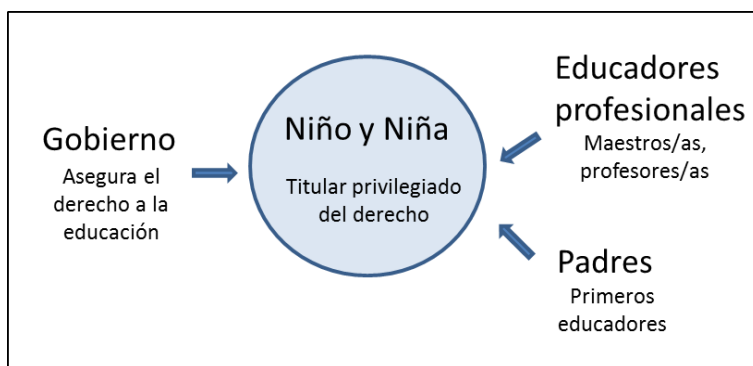 Gobierno
Asegura el
derecho a la
educación
Niño y Niña
Titular privilegiado
del derecho
Educadores
profesionales
Maestros/as,
profesores/as
Padres
Primeros
educadores